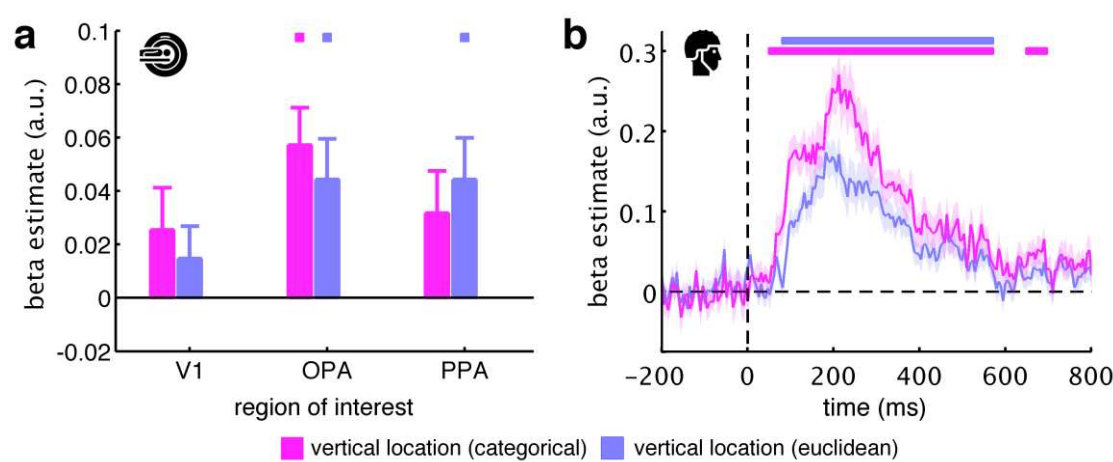 a
beta estimate (a.u.)
0.1
0.08
0.06
0.04
0.02
0
-0.02
V1 OPA PPA
region of interest
b
beta estimate (a.u.)
0.3
0.2
0.1
0
-200 0 200 400 600 800
time (ms)
vertical location (categorical) vertical location (euclidean)